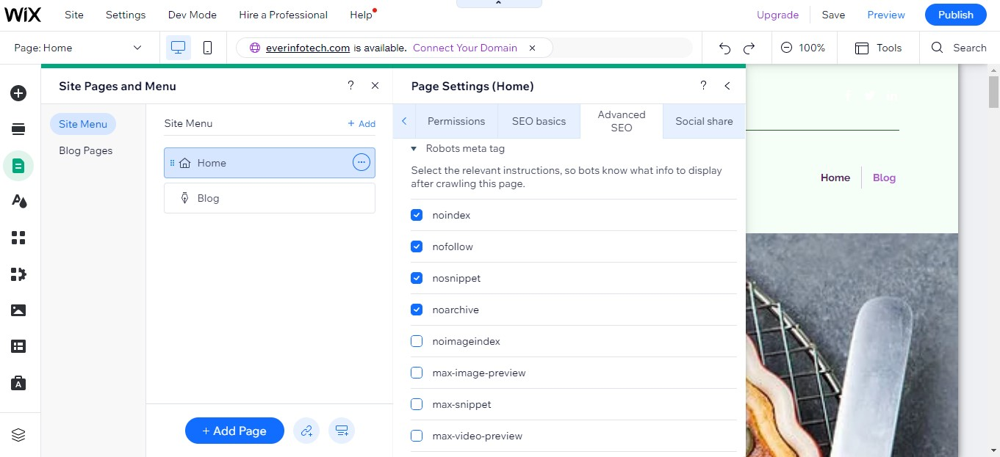 WiX
Site
Settings
Dev Mode
Hire a Professional
Help
Upgrade
Save
Preview
Publish
Page: Home
everinfotech.com is available. Connect Your Domain
100%
Tools
Search
Site Pages and Menu
?
Page Settings (Home)
?
Site Menu
Blog Pages
Site Menu
+ Add
Home
Blog
+ Add Page
Permissions
SEO basics
Advanced
SEO
Social share
Robots meta tag
Select the relevant instructions, so bots know what info to display
after crawling this page.
noindex
nofollow
nosnippet
noarchive
noimageindex
max-image-preview
max-snippet
max-video-preview
Home
Blog